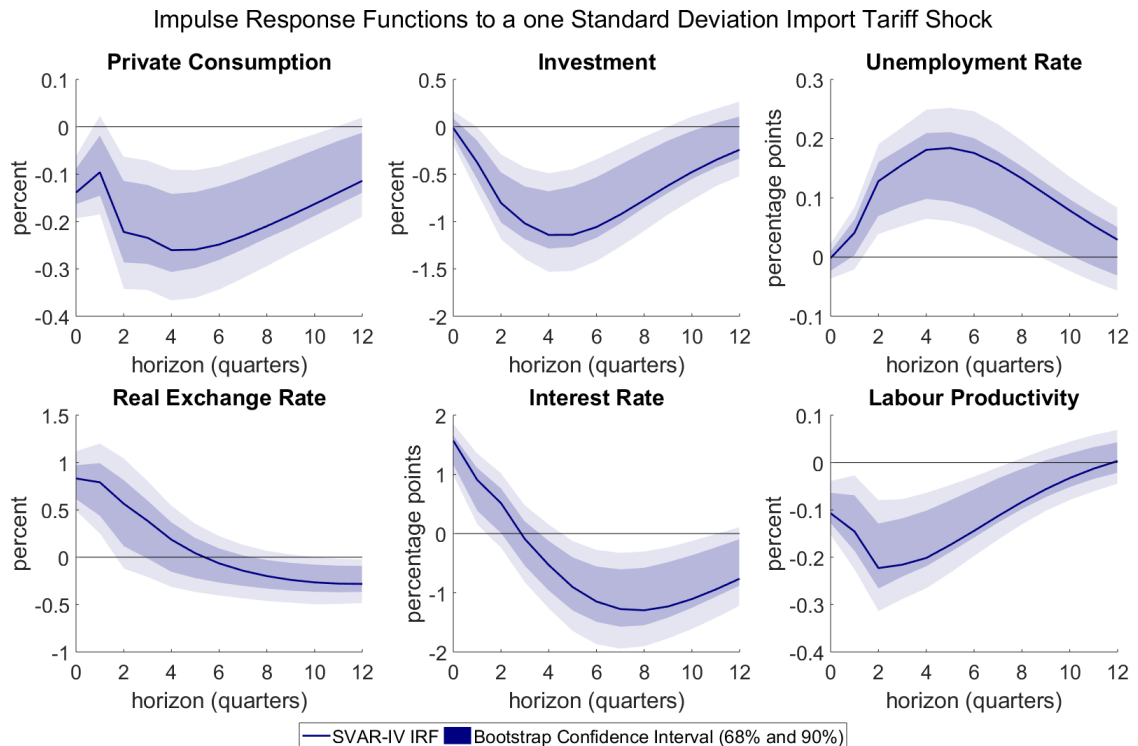 Impulse Response Functions to a one Standard Deviation Import Tariff Shock
Private Consumption
0.1
0
-0.1
-0.2
-0.3
-0.4
percent
0 2 4 6 8 10 12
horizon (quarters)
Investment
0.5
0
-0.5
-1
-1.5
-2
percent
0 2 4 6 8 10 12
horizon (quarters)
Unemployment Rate
0.3
0.2
0.1
0
-0.1
percentage points
0 2 4 6 8 10 12
horizon (quarters)
Real Exchange Rate
1.5
1
0.5
0
-0.5
-1
percent
0 2 4 6 8 10 12
horizon (quarters)
Interest Rate
2
1
0
-1
-2
percentage points
0 2 4 6 8 10 12
horizon (quarters)
Labour Productivity
0.1
0
-0.1
-0.2
-0.3
-0.4
percent
0 2 4 6 8 10 12
horizon (quarters)
SVAR-IV IRF Bootstrap Confidence Interval (68% and 90%)